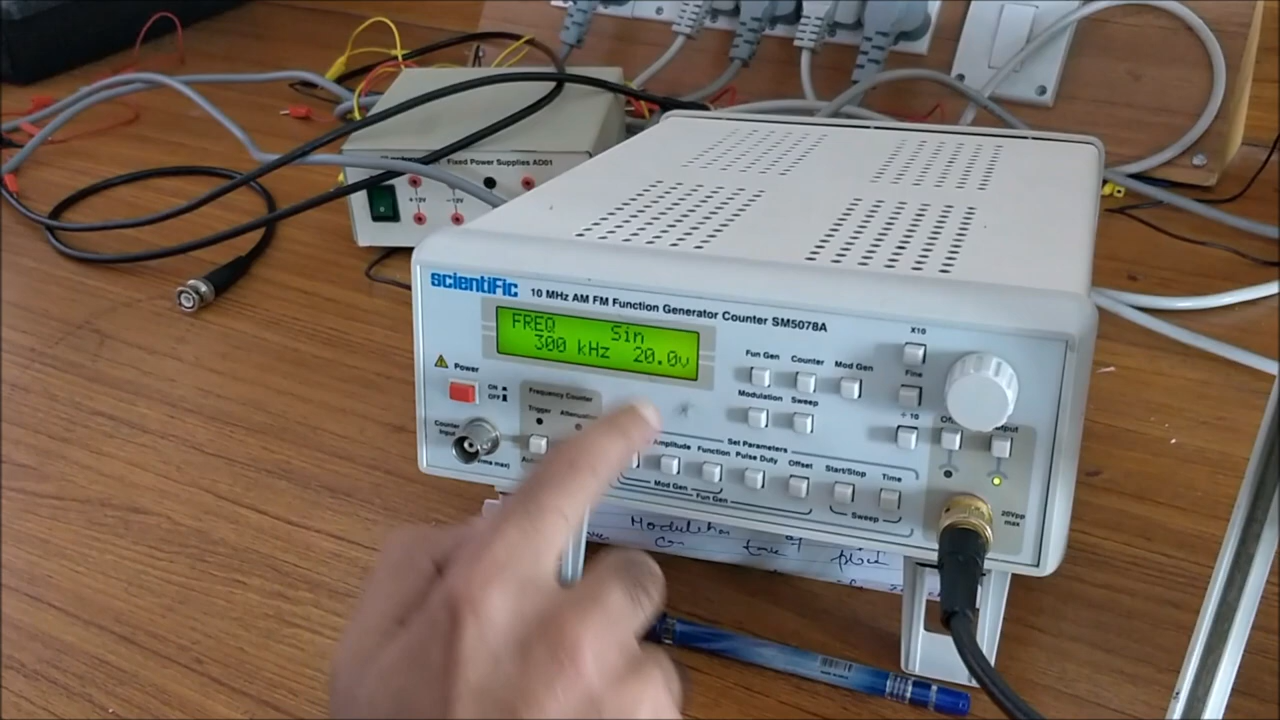 Fixed Power Supplies AD01
+12V
-12V
scientiFic
10 MHz AM FM Function Generator Counter SM5078A
FREQ Sin
300 kHz 20.0v
Power
ON
OFF
Frequency Counter
Trigger
Counter
Input
Fun Gen Counter Mod Gen
Modulation Sweep
X10
Fine
÷10
Amplitude Function Pulse Duty Offset Start/Stop Time
Set Parameters
Mod Gen
Fun Gen
Sweep
20Vpp
max
Modulation of